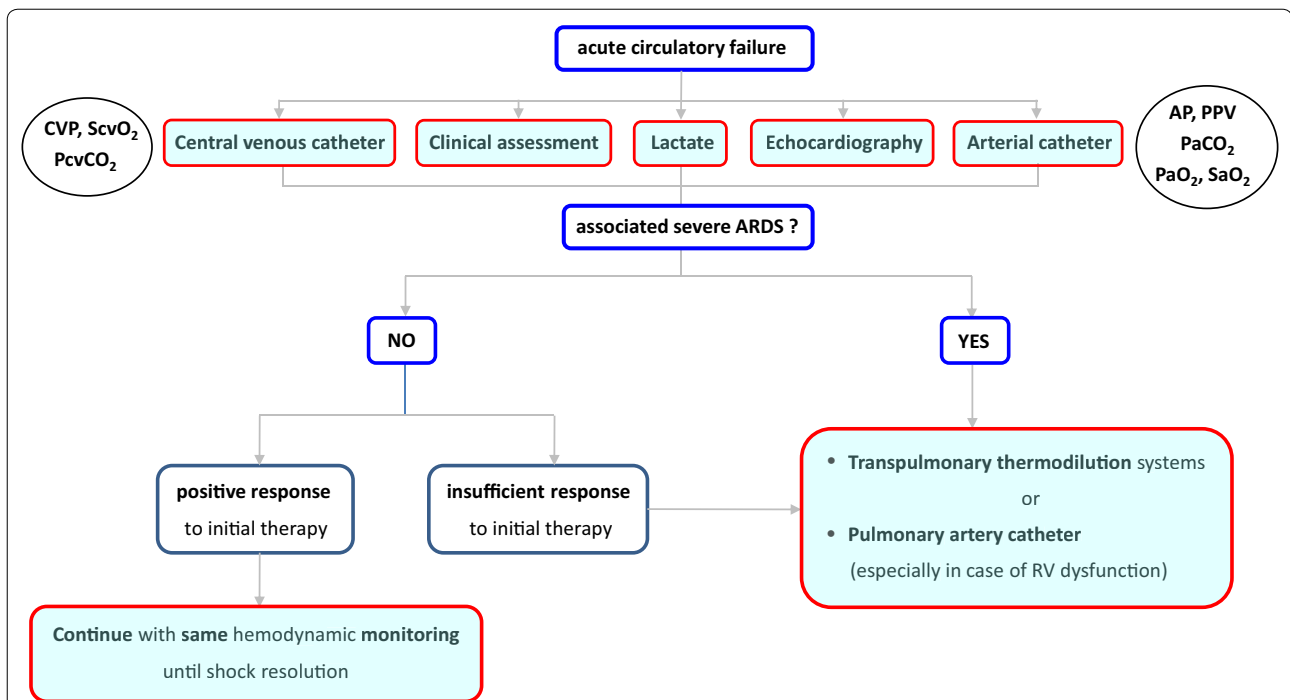 acute circulatory failure
CVP, ScvO₂
PcvCO₂
Central venous catheter
Clinical assessment
Lactate
Echocardiography
Arterial catheter
AP, PPV
PaCO₂
PaO₂, SaO₂
associated severe ARDS ?
NO
YES
positive response
to initial therapy
insufficient response
to initial therapy
• Transpulmonary thermodilution systems
or
• Pulmonary artery catheter
(especially in case of RV dysfunction)
Continue with same hemodynamic monitoring
until shock resolution